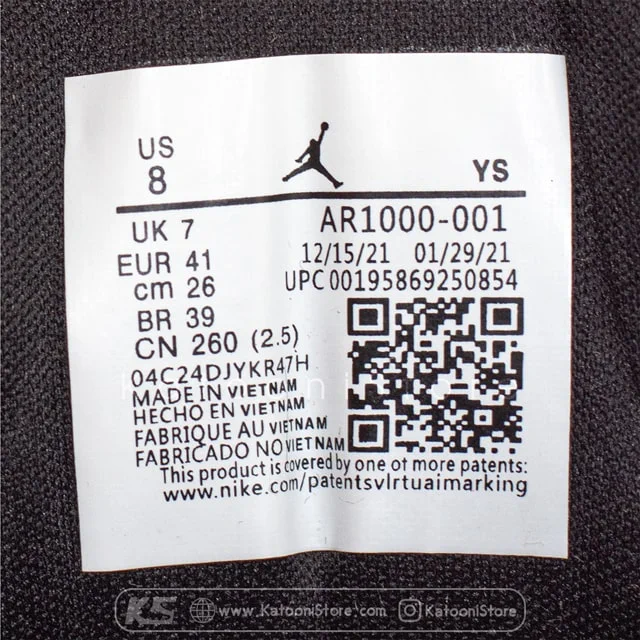 US
8
YS
UK 7
EUR 41
cm 26
BR 39
CN 260 (2.5)
AR1000-001
12/15/21 01/29/21
UPC 00195869250854
04C24DJYKR47H
MADE IN VIETNAM
HECHO EN VIETNAM
FABRIQUE AU VIETNAM
FABRICADO NO VIETNAM
This product is covered by one of more patents:
www.nike.com/patentsvlrtuaimarking
KS
www.KatooniStore.com
KatooniStore